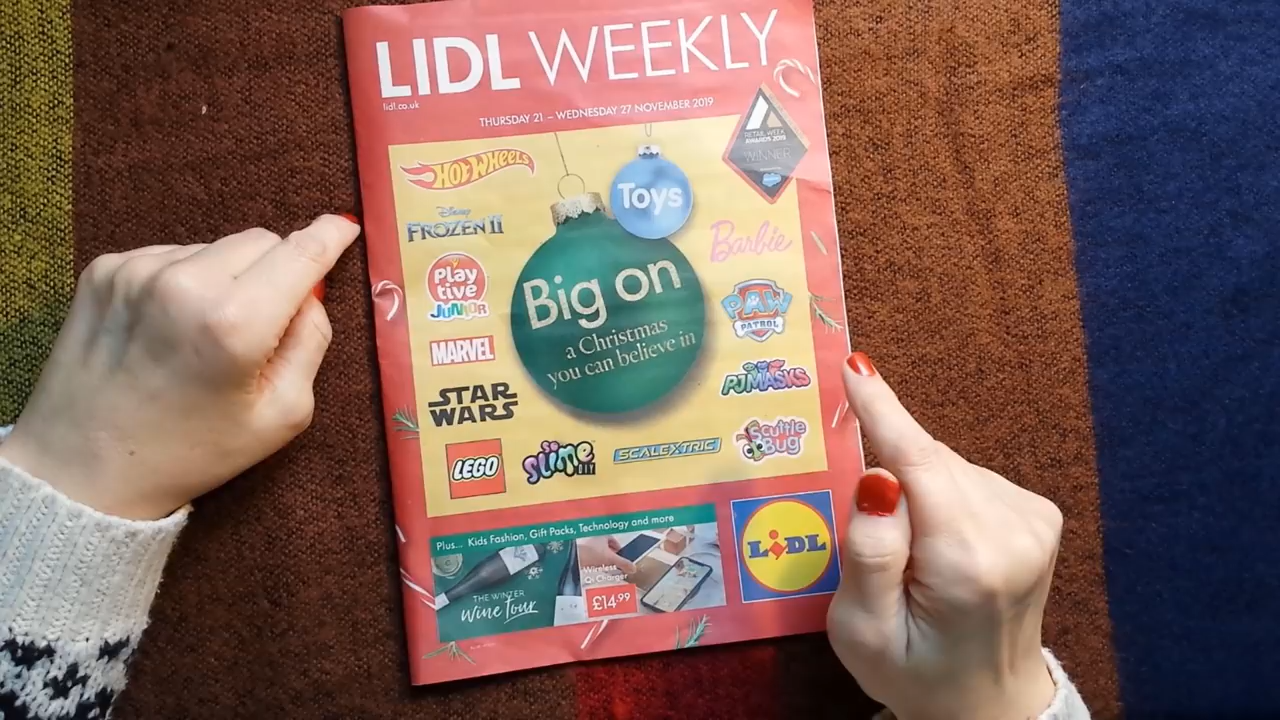 LIDL WEEKLY
lidl.co.uk
THURSDAY 21 – WEDNESDAY 27 NOVEMBER 2019
RETAIL WEEK
AWARDS 2019
WINNER
HOT WHEELS
Toys
Disney
FROZEN II
Barbie
Play
tive
JUNIOR
Big on
a Christmas
you can believe in
PAW
PATROL
MARVEL
PJMASKS
STAR
WARS
Scuttle
Bug
LEGO
SO
SLIME
DIY
SCALEXTRIC
Plus... Kids Fashion, Gift Packs, Technology and more
THE WINTER
Wine Tour
Wireless
Qi Charger
£14.99
LIDL